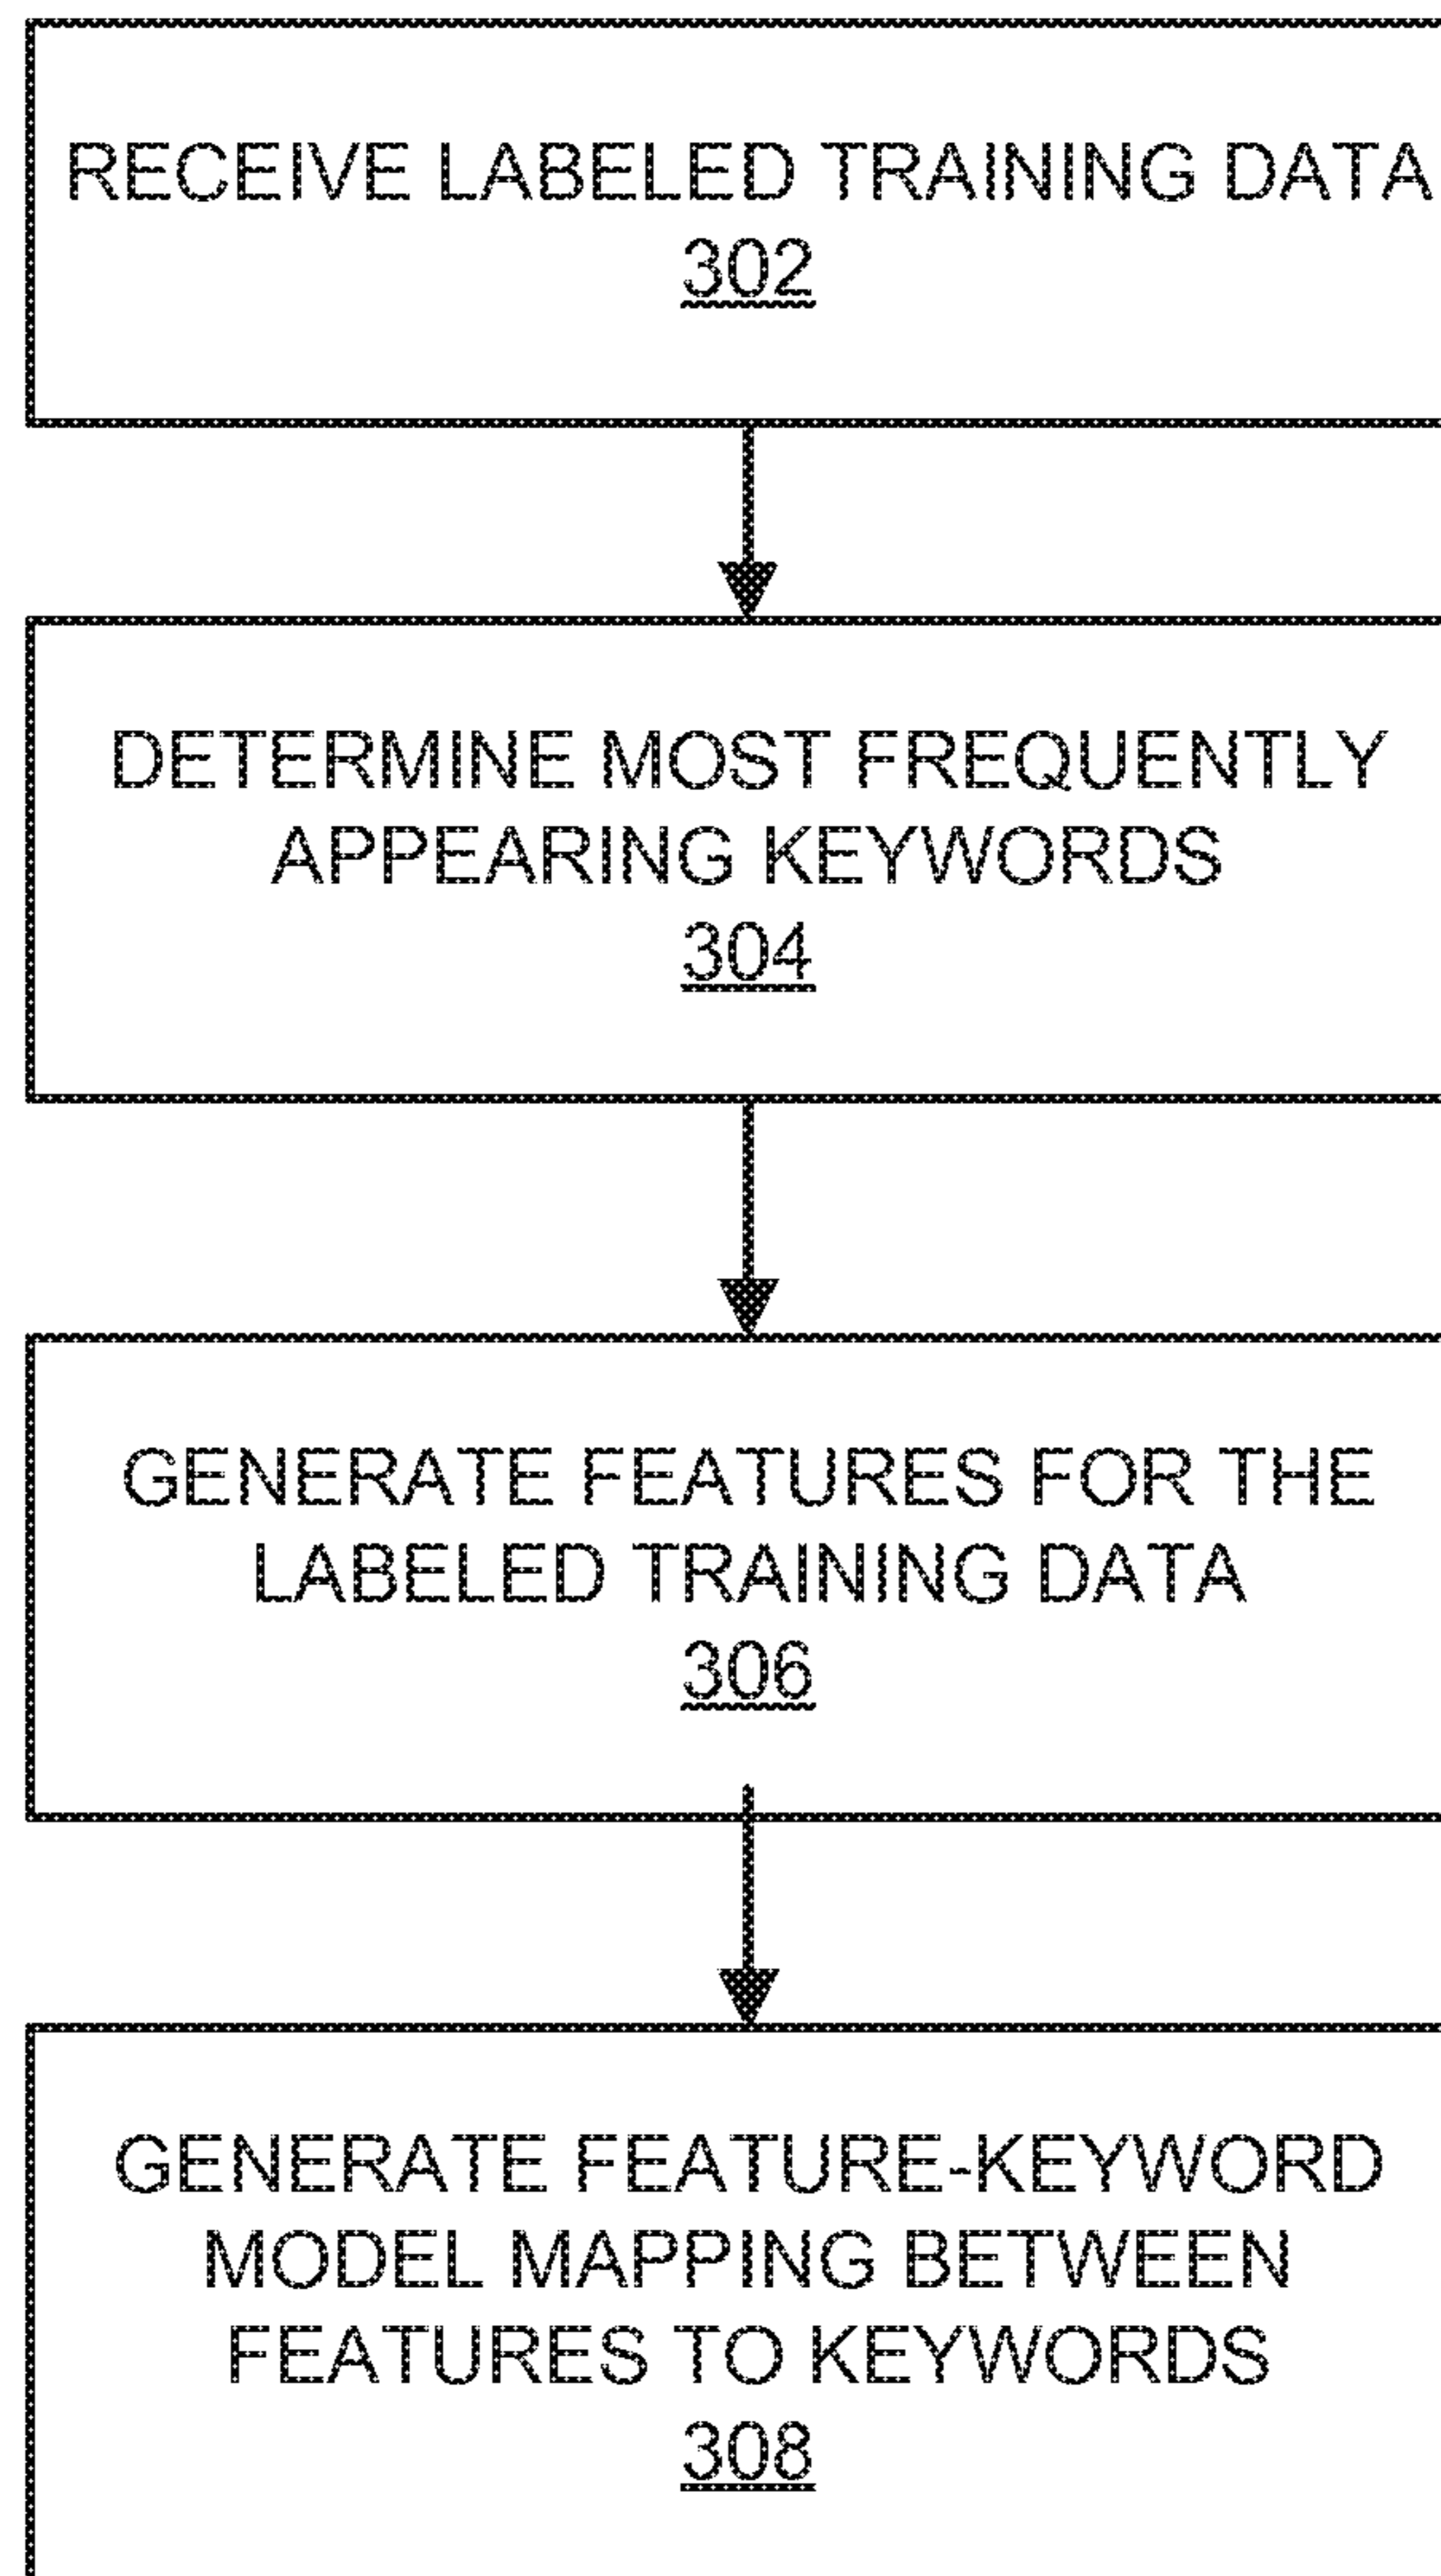 RECEIVE LABELED TRAINING DATA
302
DETERMINE MOST FREQUENTLY
APPEARING KEYWORDS
304
GENERATE FEATURES FOR THE
LABELED TRAINING DATA
306
GENERATE FEATURE-KEYWORD
MODEL MAPPING BETWEEN
FEATURES TO KEYWORDS
308